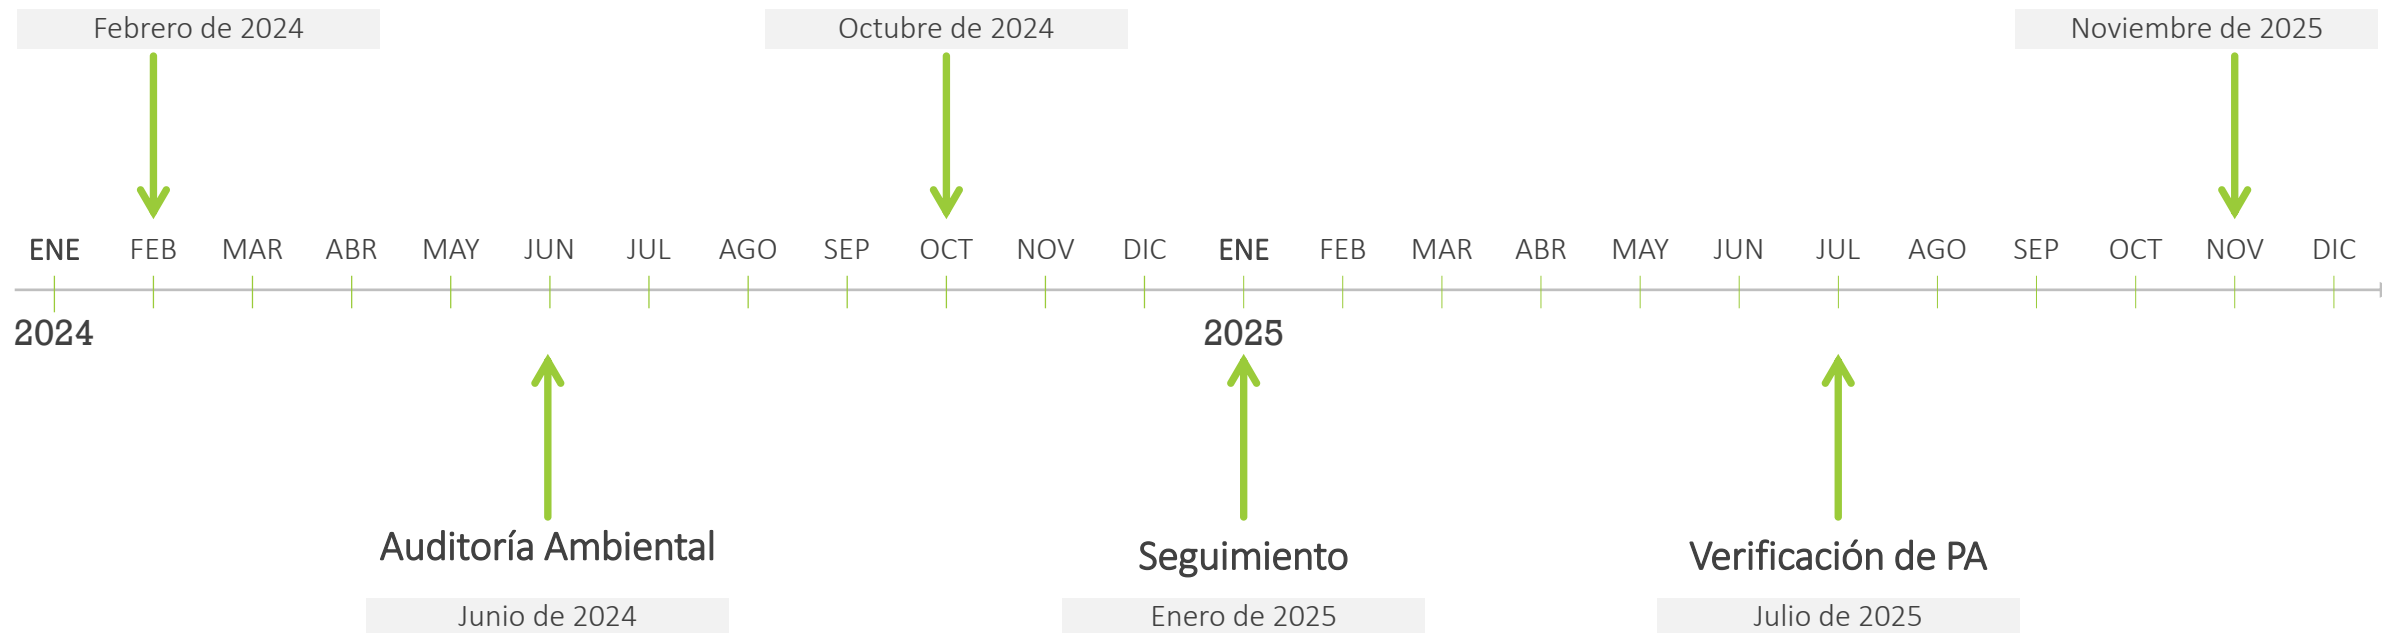 Febrero de 2024
Octubre de 2024
Noviembre de 2025
ENE FEB MAR ABR MAY JUN JUL AGO SEP OCT NOV DIC ENE FEB MAR ABR MAY JUN JUL AGO SEP OCT NOV DIC
2024 2025
Auditoría Ambiental
Seguimiento
Verificación de PA
Junio de 2024
Enero de 2025
Julio de 2025